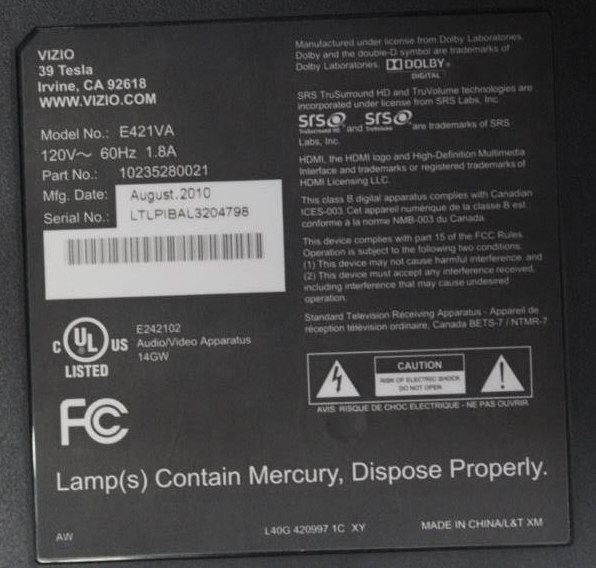 VIZIO
39 Tesla
Irvine, CA 92618
WWW.VIZIO.COM
Model No.: E421VA
120V~ 60Hz 1.8A
Part No.: 10235280021
Mfg. Date: August.2010
Serial No.: LTLPIBAL3204798
C UL US
LISTED
E242102
Audio/Video Apparatus
14GW
FC
Manufactured under license from Dolby Laboratories.
Dolby and the double-D symbol are trademarks of
Dolby Laboratories. DOLBY
DIGITAL
SRS TruSurround HD and TruVolume technologies are
incorporated under license from SRS Labs, Inc.
SRS and SRS are trademarks of SRS
TruSurround HD TruVolume
Labs, Inc.
HDMI, the HDMI logo and High-Definition Multimedia
Interface and trademarks or registered trademarks of
HDMI Licensing LLC.
This class B digital apparatus complies with Canadian
ICES-003. Cet appareil numérique de la classe B est
conforme à la norme NMB-003 du Canada.
This device complies with part 15 of the FCC Rules.
Operation is subject to the following two conditions:
(1) This device may not cause harmful interference, and
(2) This device must accept any interference received,
including interference that may cause undesired
operation.
Standard Television Receiving Apparatus - Appareil de
réception télévision ordinaire, Canada BETS-7 / NTMR-7
CAUTION
RISK OF ELECTRIC SHOCK
DO NOT OPEN
AVIS: RISQUE DE CHOC ELECTRIQUE - NE PAS OUVRIR
Lamp(s) Contain Mercury, Dispose Properly.
AW L40G 420997 1C XY MADE IN CHINA/L&T XM